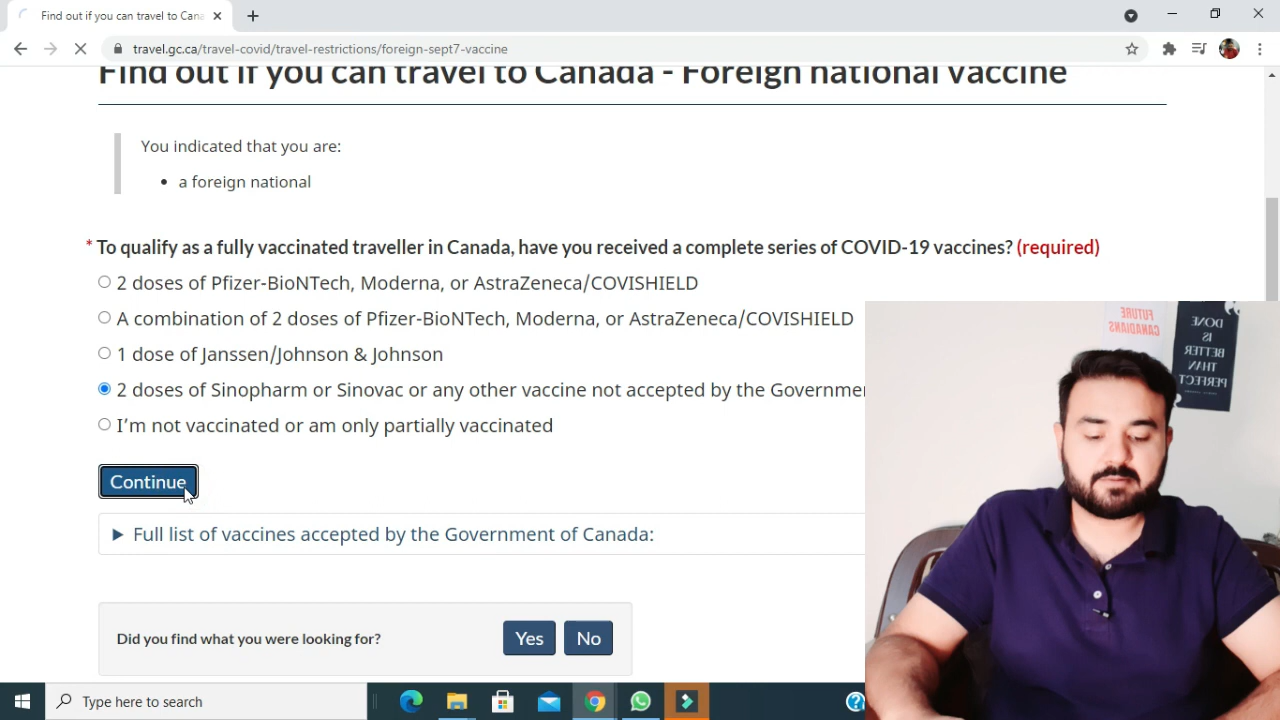 Find out if you can travel to Cana
travel.gc.ca/travel-covid/travel-restrictions/foreign-sept7-vaccine
Find out if you can travel to Canada - Foreign national vaccine
You indicated that you are:
• a foreign national
* To qualify as a fully vaccinated traveller in Canada, have you received a complete series of COVID-19 vaccines? (required)
2 doses of Pfizer-BioNTech, Moderna, or AstraZeneca/COVISHIELD
A combination of 2 doses of Pfizer-BioNTech, Moderna, or AstraZeneca/COVISHIELD
1 dose of Janssen/Johnson & Johnson
2 doses of Sinopharm or Sinovac or any other vaccine not accepted by the Governme
I'm not vaccinated or am only partially vaccinated
Continue
Full list of vaccines accepted by the Government of Canada:
Did you find what you were looking for?
Yes
No
FUTURE
CANADIANS
DONE
IS
BETTER
THAN
PERFECT
Type here to search